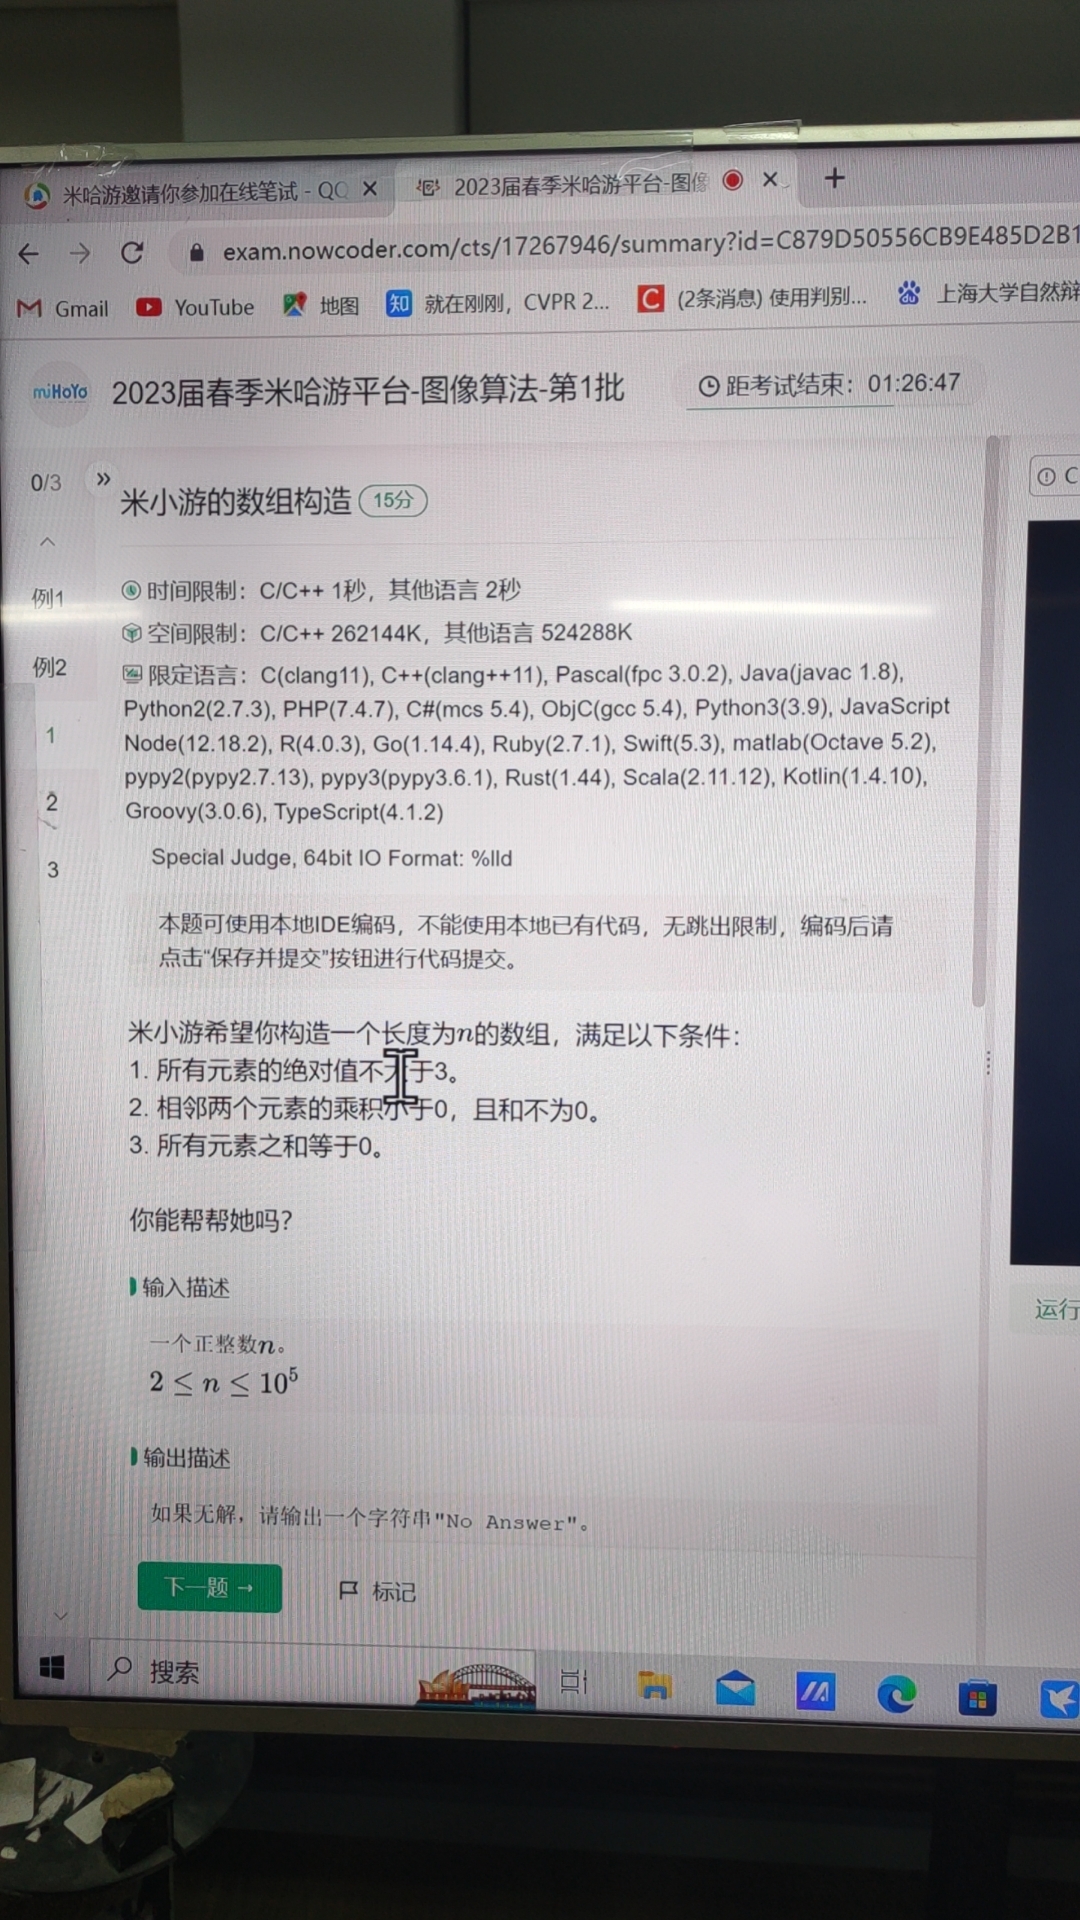 米哈游邀请你参加在线笔试 - QQ
2023届春季米哈游平台-图像
exam.nowcoder.com/cts/17267946/summary?id=C879D50556CB9E485D2B1
Gmail
YouTube
地图
知
就在刚刚，CVPR 2...
C
(2条消息) 使用判别...
du
上海大学自然辩
miHoYo
2023届春季米哈游平台-图像算法-第1批
距考试结束：01:26:47
0/3
»
米小游的数组构造
15分
C
例1
时间限制：C/C++ 1秒，其他语言 2秒
空间限制：C/C++ 262144K，其他语言 524288K
例2
限定语言：C(clang11), C++(clang++11), Pascal(fpc 3.0.2), Java(javac 1.8),
Python2(2.7.3), PHP(7.4.7), C#(mcs 5.4), ObjC(gcc 5.4), Python3(3.9), JavaScript
1
Node(12.18.2), R(4.0.3), Go(1.14.4), Ruby(2.7.1), Swift(5.3), matlab(Octave 5.2),
pypy2(pypy2.7.13), pypy3(pypy3.6.1), Rust(1.44), Scala(2.11.12), Kotlin(1.4.10),
2
Groovy(3.0.6), TypeScript(4.1.2)
3
Special Judge, 64bit IO Format: %lld
本题可使用本地IDE编码，不能使用本地已有代码，无跳出限制，编码后请
点击“保存并提交”按钮进行代码提交。
米小游希望你构造一个长度为n的数组，满足以下条件：
1. 所有元素的绝对值不大于3。
2. 相邻两个元素的乘积小于0，且和不为0。
3. 所有元素之和等于0。
你能帮帮她吗？
输入描述
一个正整数n。
2 ≤ n ≤ 10⁵
运行
输出描述
如果无解，请输出一个字符串"No Answer"。
下一题 →
标记
搜索